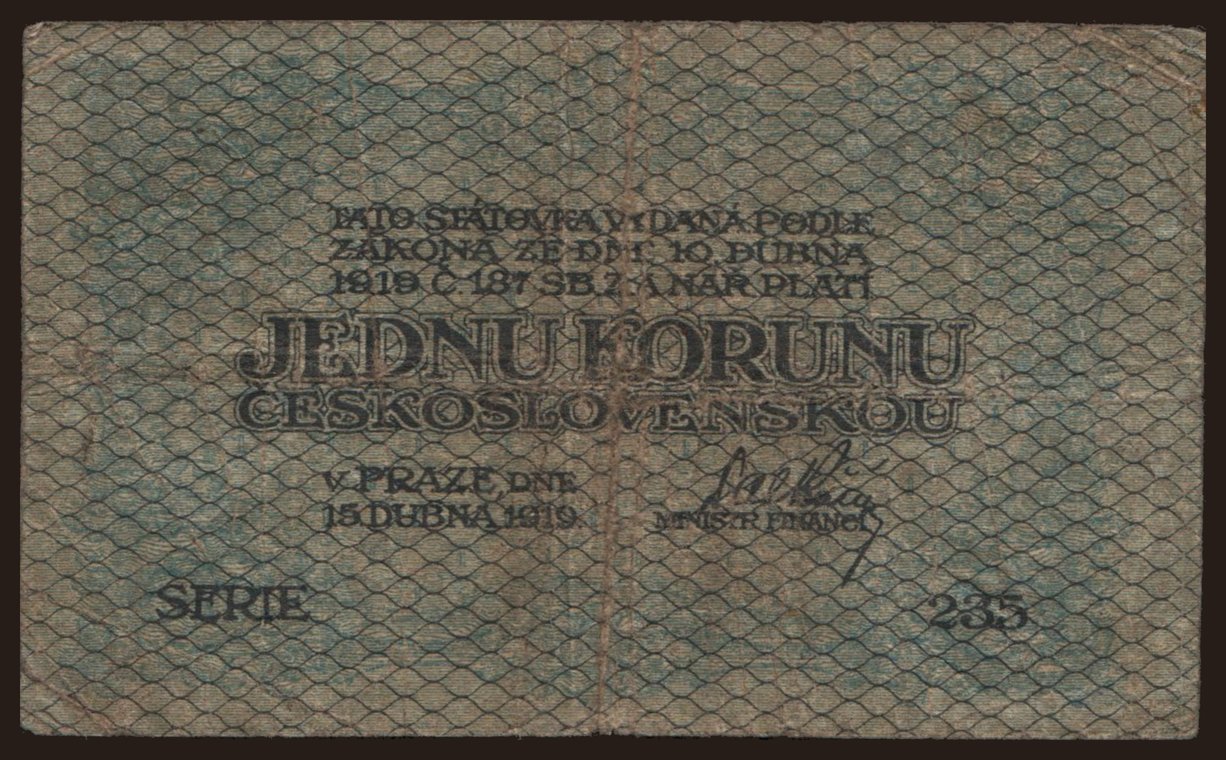 TATO STÁTOVKA VYDANÁ PODLE
ZÁKONA ZE DNE 10. DUBNA
1919 Č. 187 SB. Z. A NAŘ. PLATÍ
JEDNU KORUNU
ČESKOSLOVENSKOU
V PRAZE, DNE
15. DUBNA 1919.
MINISTR FINANCÍ
SERIE 235